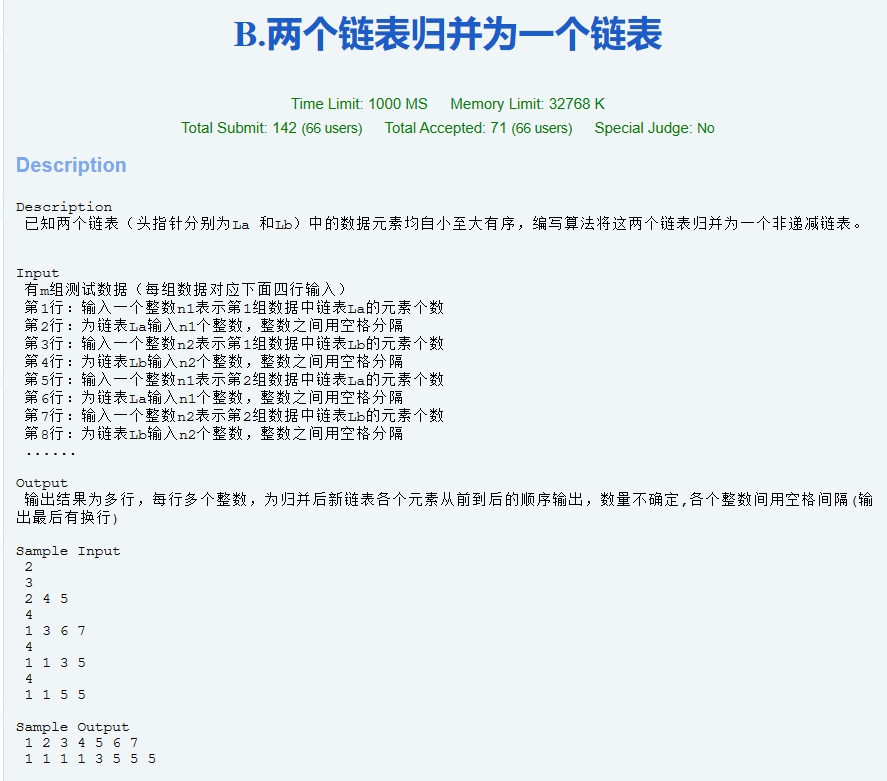 B.两个链表归并为一个链表
Time Limit: 1000 MS Memory Limit: 32768 K
Total Submit: 142 (66 users) Total Accepted: 71 (66 users) Special Judge: No
Description
Description
已知两个链表（头指针分别为La 和Lb）中的数据元素均自小至大有序，编写算法将这两个链表归并为一个非递减链表。
Input
有m组测试数据（每组数据对应下面四行输入）
第1行：输入一个整数n1表示第1组数据中链表La的元素个数
第2行：为链表La输入n1个整数，整数之间用空格分隔
第3行：输入一个整数n2表示第1组数据中链表Lb的元素个数
第4行：为链表Lb输入n2个整数，整数之间用空格分隔
第5行：输入一个整数n1表示第2组数据中链表La的元素个数
第6行：为链表La输入n1个整数，整数之间用空格分隔
第7行：输入一个整数n2表示第2组数据中链表Lb的元素个数
第8行：为链表Lb输入n2个整数，整数之间用空格分隔
......
Output
输出结果为多行，每行多个整数，为归并后新链表各个元素从前到后的顺序输出，数量不确定,各个整数间用空格间隔(输
出最后有换行)
Sample Input
2
3
2 4 5
4
1 3 6 7
4
1 1 3 5
4
1 1 5 5
Sample Output
1 2 3 4 5 6 7
1 1 1 1 3 5 5 5